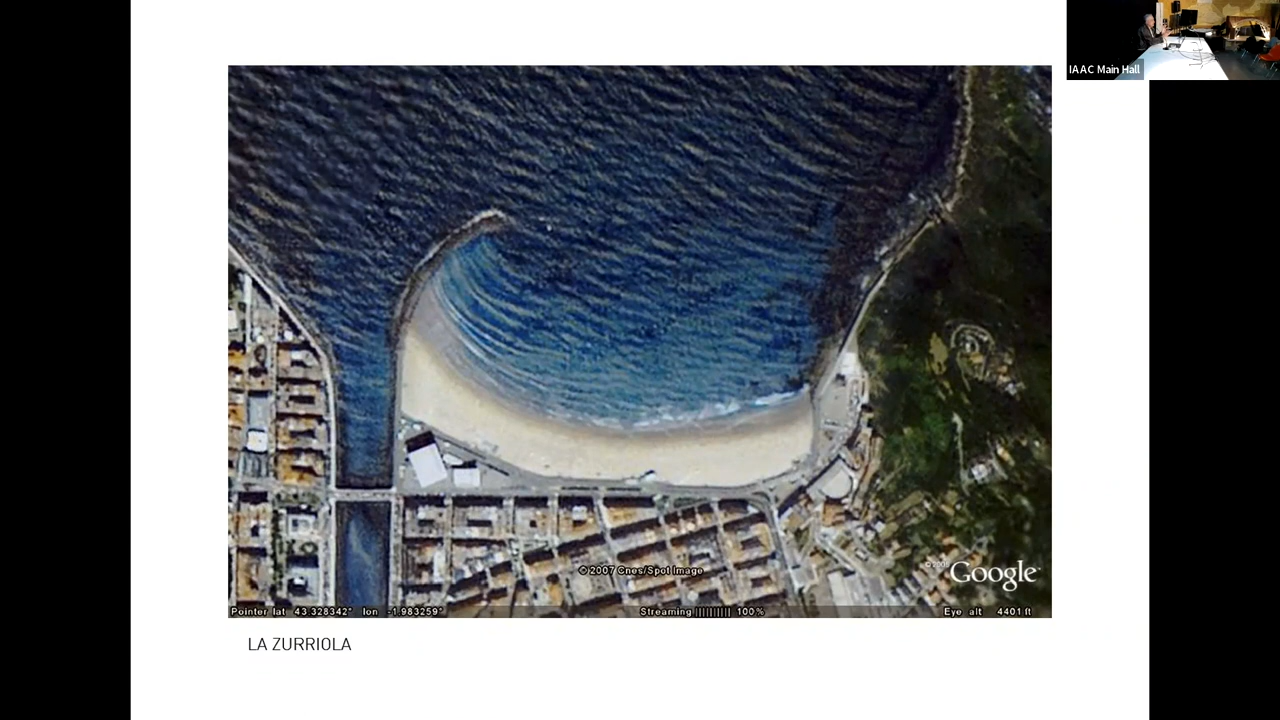 IAAC Main Hall
© 2007 Cnes/Spot Image
Google
Pointer lat 43.328342° lon -1.983259°
Streaming |||||||||| 100%
Eye alt 4401 ft
LA ZURRIOLA